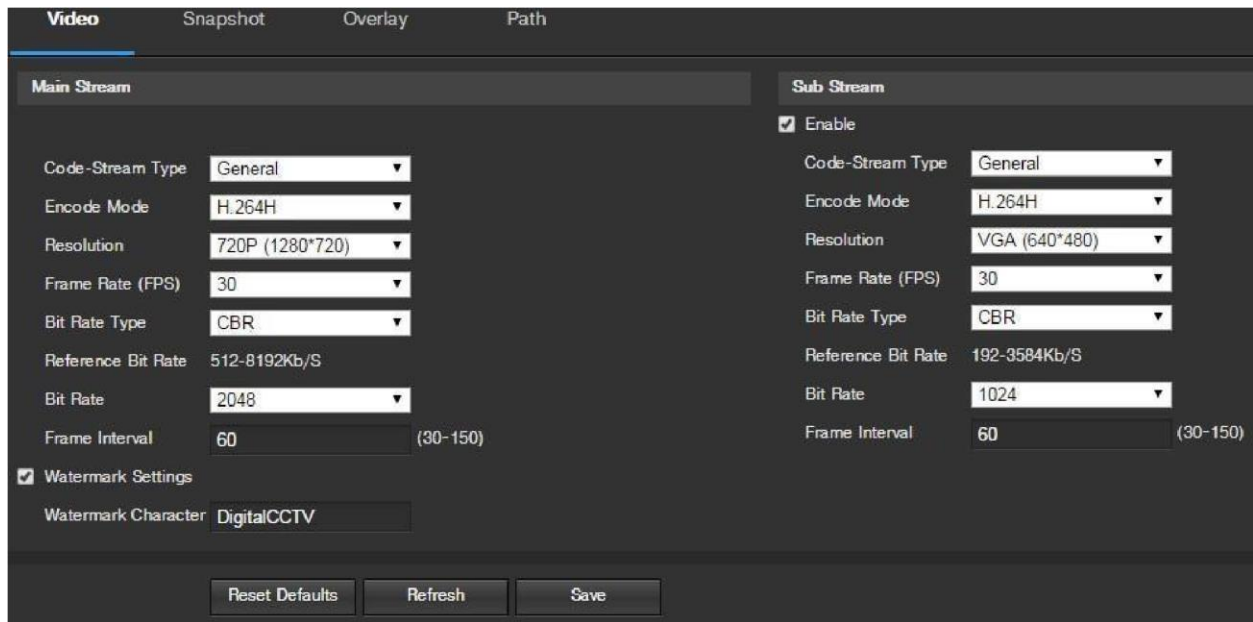 Video Snapshot Overlay Path
Main Stream
Code-Stream Type General
Encode Mode H.264H
Resolution 720P (1280*720)
Frame Rate (FPS) 30
Bit Rate Type CBR
Reference Bit Rate 512-8192Kb/S
Bit Rate 2048
Frame Interval 60 (30-150)
Watermark Settings
Watermark Character DigitalCCTV
Sub Stream
Enable
Code-Stream Type General
Encode Mode H.264H
Resolution VGA (640*480)
Frame Rate (FPS) 30
Bit Rate Type CBR
Reference Bit Rate 192-3584Kb/S
Bit Rate 1024
Frame Interval 60 (30-150)
Reset Defaults Refresh Save